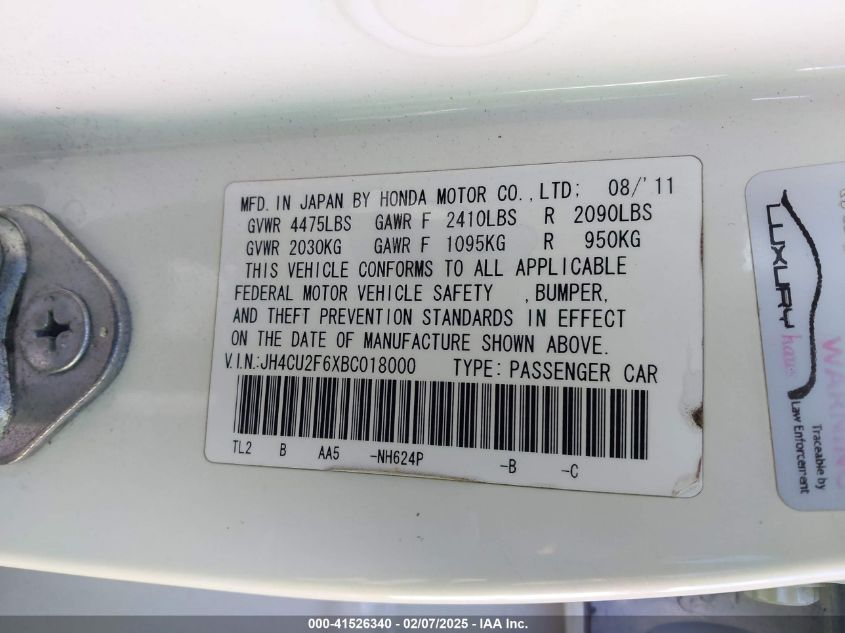 MFD. IN JAPAN BY HONDA MOTOR CO., LTD; 08/'11
GVWR 4475LBS GAWR F 2410LBS R 2090LBS
GVWR 2030KG GAWR F 1095KG R 950KG
THIS VEHICLE CONFORMS TO ALL APPLICABLE
FEDERAL MOTOR VEHICLE SAFETY , BUMPER,
AND THEFT PREVENTION STANDARDS IN EFFECT
ON THE DATE OF MANUFACTURE SHOWN ABOVE.
V.I.N.:JH4CU2F6XBC018000 TYPE: PASSENGER CAR
TL2 B AA5 -NH624P -B -C
LUXURY
WARNING
Traceable by
Law Enforcement
000-41526340 / 02/07/2025 — IAA Inc.